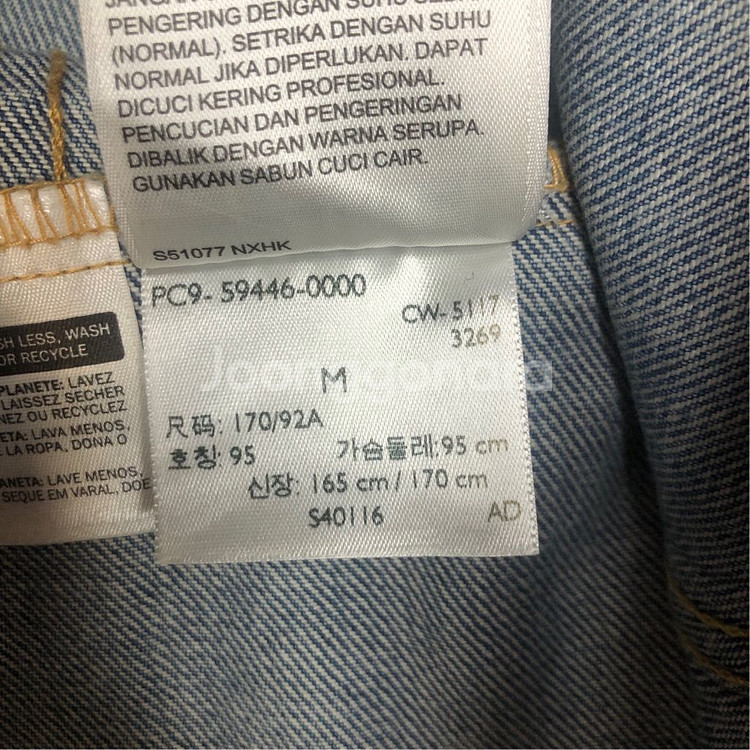 PENGERING DENGAN SUHU
(NORMAL). SETRIKA DENGAN SUHU
NORMAL JIKA DIPERLUKAN. DAPAT
DICUCI KERING PROFESIONAL.
PENCUCIAN DAN PENGERINGAN
DIBALIK DENGAN WARNA SERUPA.
GUNAKAN SABUN CUCI CAIR.
S51077 NXHK
PC9- 59446-0000
CW-5117
3269
M
尺码: 170/92A
호칭: 95 가슴둘레:95 cm
신장: 165 cm / 170 cm
S40116 AD
SH LESS, WASH
OR RECYCLE
PLANETE: LAVEZ
LAISSEZ SECHER
NEZ OU RECYCLEZ
ETA: LAVA MENOS,
LA ROPA, DONA O
ANETA: LAVE MENOS,
SEQUE EM VARAL, DOE